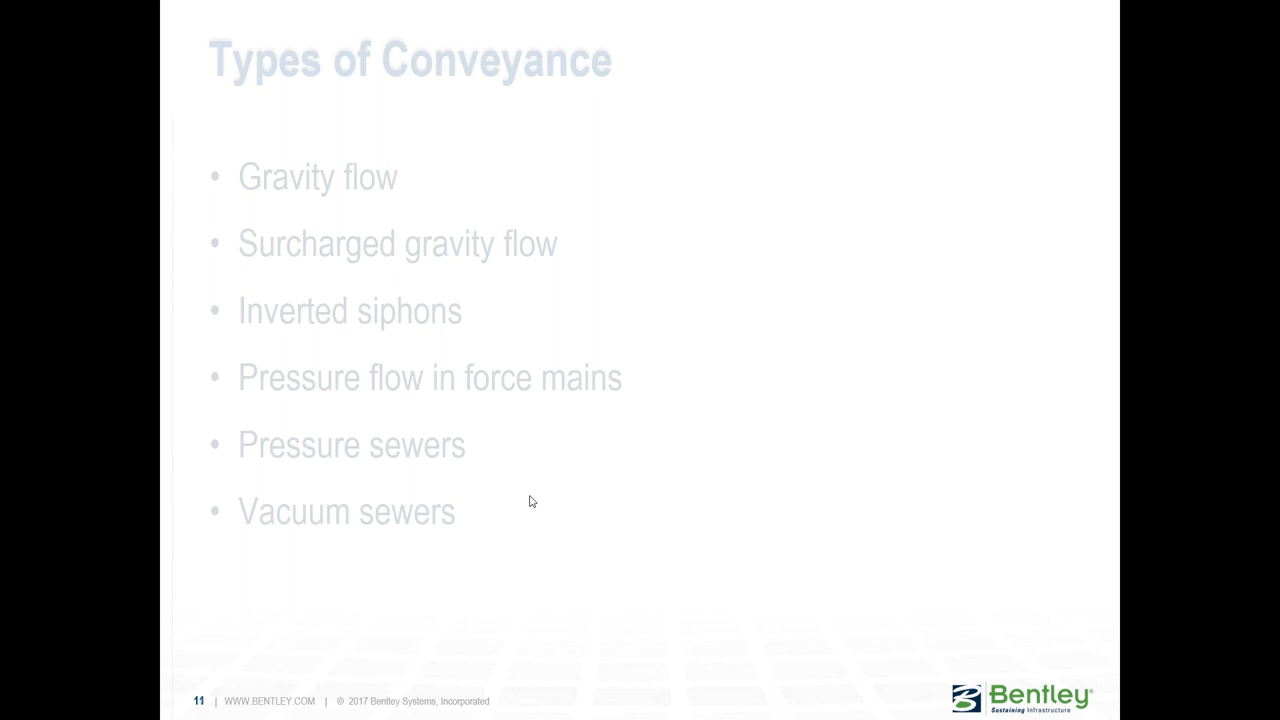 Types of Conveyance
• Gravity flow
• Surcharged gravity flow
• Inverted siphons
• Pressure flow in force mains
• Pressure sewers
• Vacuum sewers
11 | WWW.BENTLEY.COM | © 2017 Bentley Systems, Incorporated
Bentley®
Sustaining Infrastructure